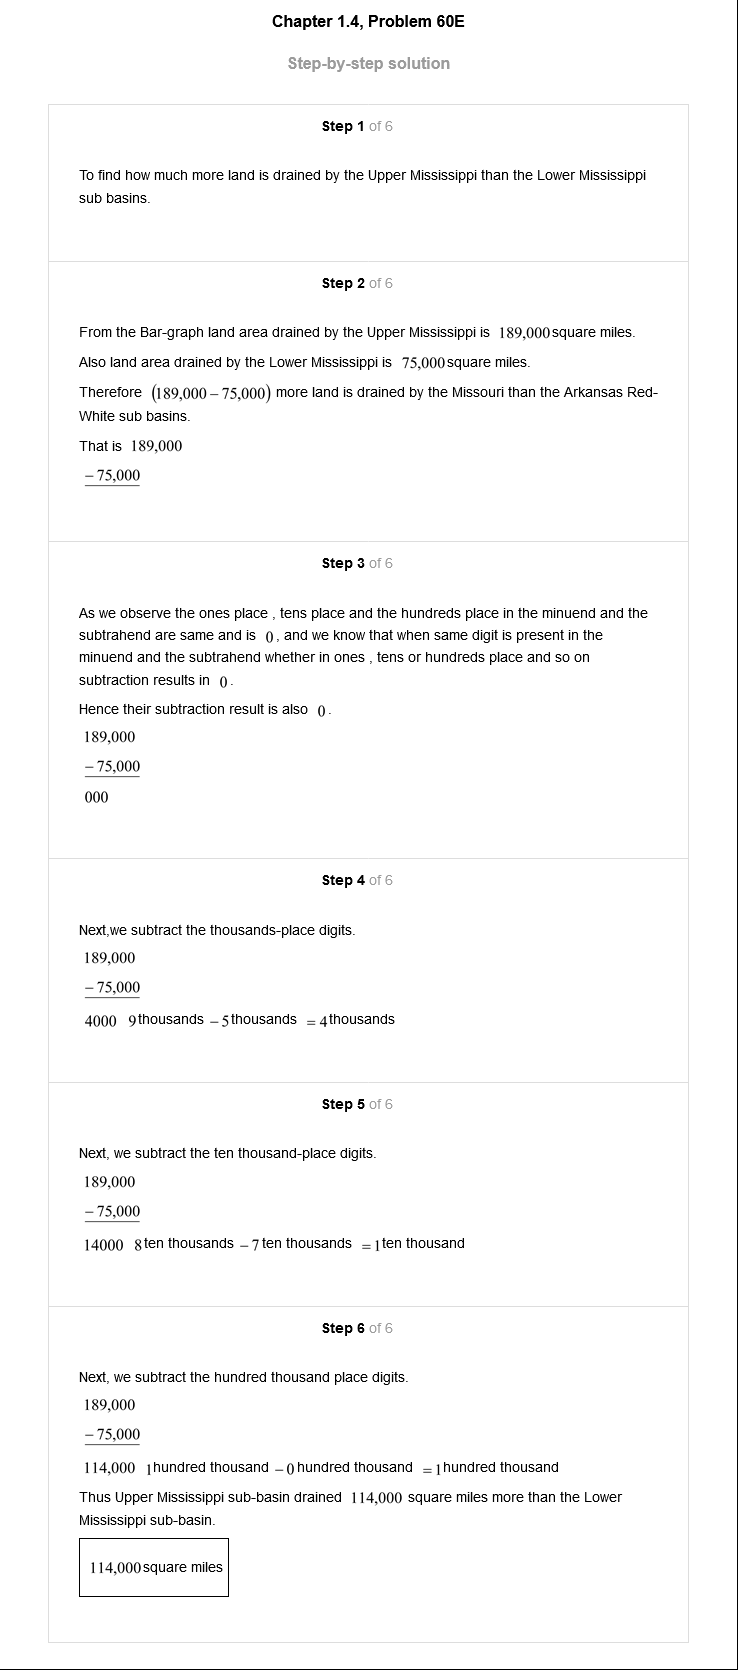 Chapter 1.4, Problem 60E
Step-by-step solution
Step 1 of 6
To find how much more land is drained by the Upper Mississippi than the Lower Mississippi
sub basins.
Step 2 of 6
From the Bar-graph land area drained by the Upper Mississippi is 189,000 square miles.
Also land area drained by the Lower Mississippi is 75,000 square miles.
Therefore (189,000 – 75,000) more land is drained by the Missouri than the Arkansas Red-
White sub basins.
That is 189,000
– 75,000
Step 3 of 6
As we observe the ones place , tens place and the hundreds place in the minuend and the
subtrahend are same and is 0, and we know that when same digit is present in the
minuend and the subtrahend whether in ones , tens or hundreds place and so on
subtraction results in 0.
Hence their subtraction result is also 0.
189,000
– 75,000
000
Step 4 of 6
Next,we subtract the thousands-place digits.
189,000
– 75,000
4000 9 thousands – 5 thousands = 4 thousands
Step 5 of 6
Next, we subtract the ten thousand-place digits.
189,000
– 75,000
14000 8 ten thousands – 7 ten thousands = 1 ten thousand
Step 6 of 6
Next, we subtract the hundred thousand place digits.
189,000
– 75,000
114,000 1 hundred thousand – 0 hundred thousand = 1 hundred thousand
Thus Upper Mississippi sub-basin drained 114,000 square miles more than the Lower
Mississippi sub-basin.
114,000 square miles